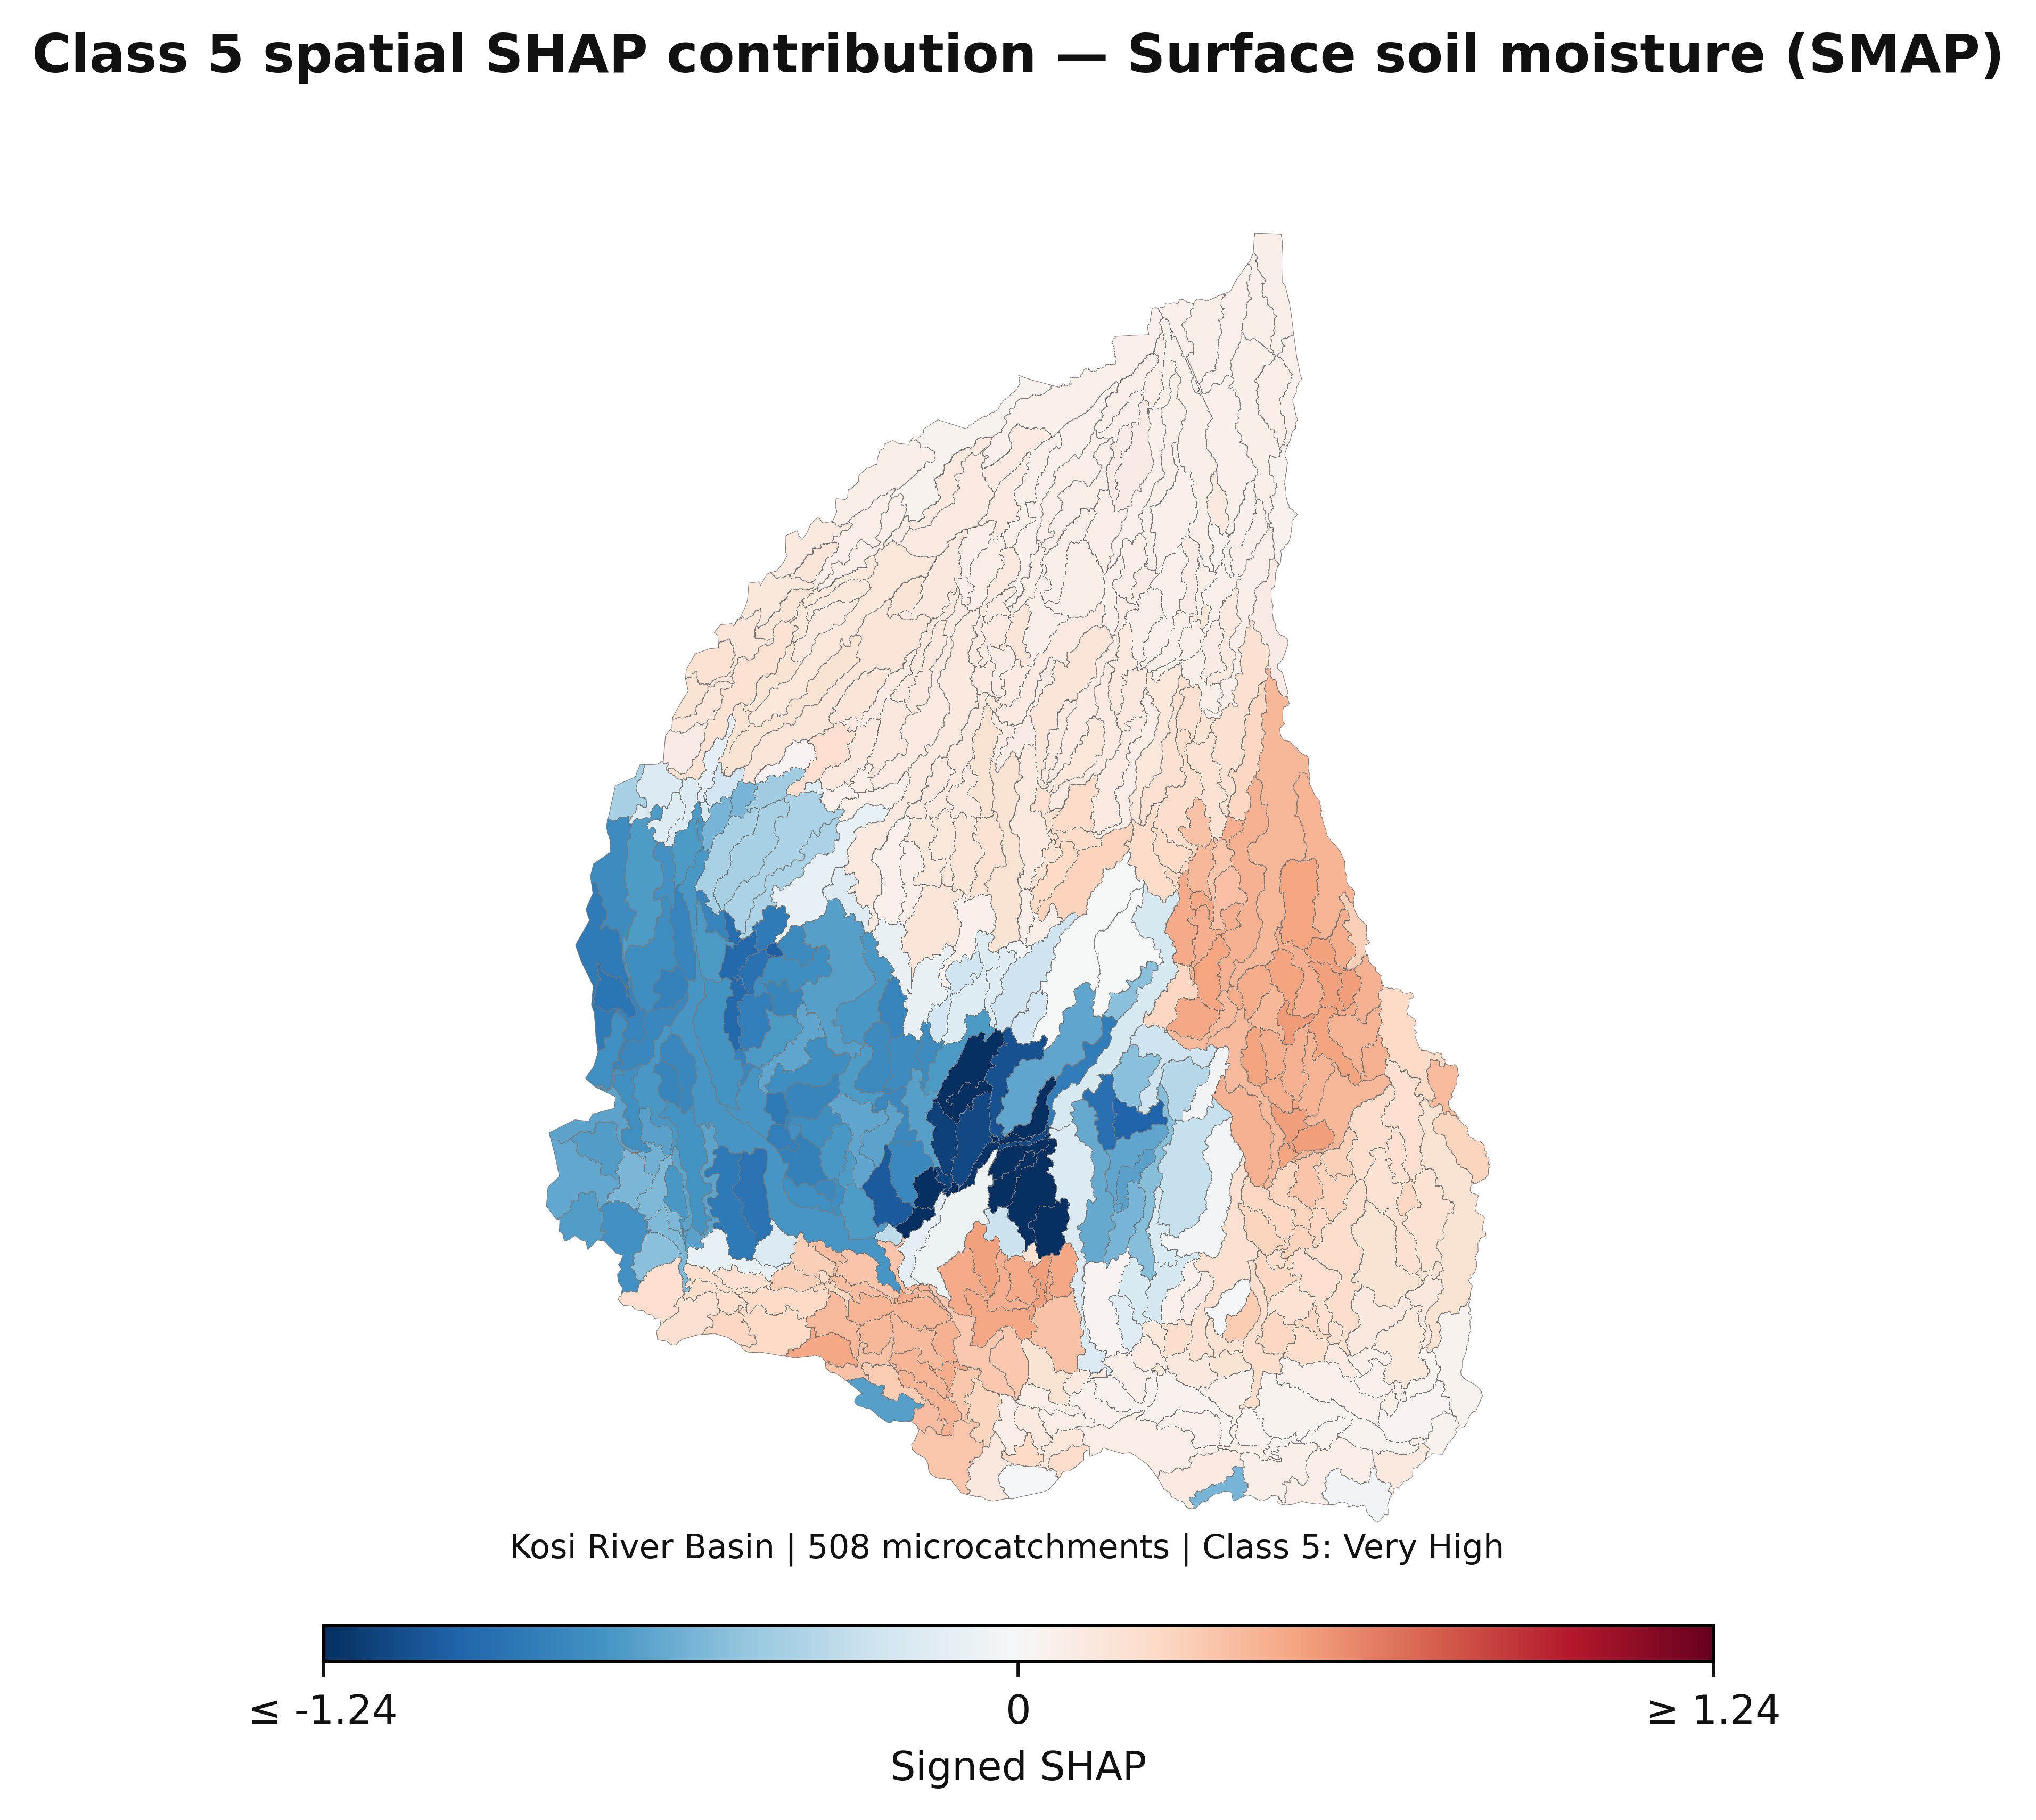 Class 5 spatial SHAP contribution — Surface soil moisture (SMAP)
Kosi River Basin | 508 microcatchments | Class 5: Very High
≤ -1.24 0 ≥ 1.24
Signed SHAP